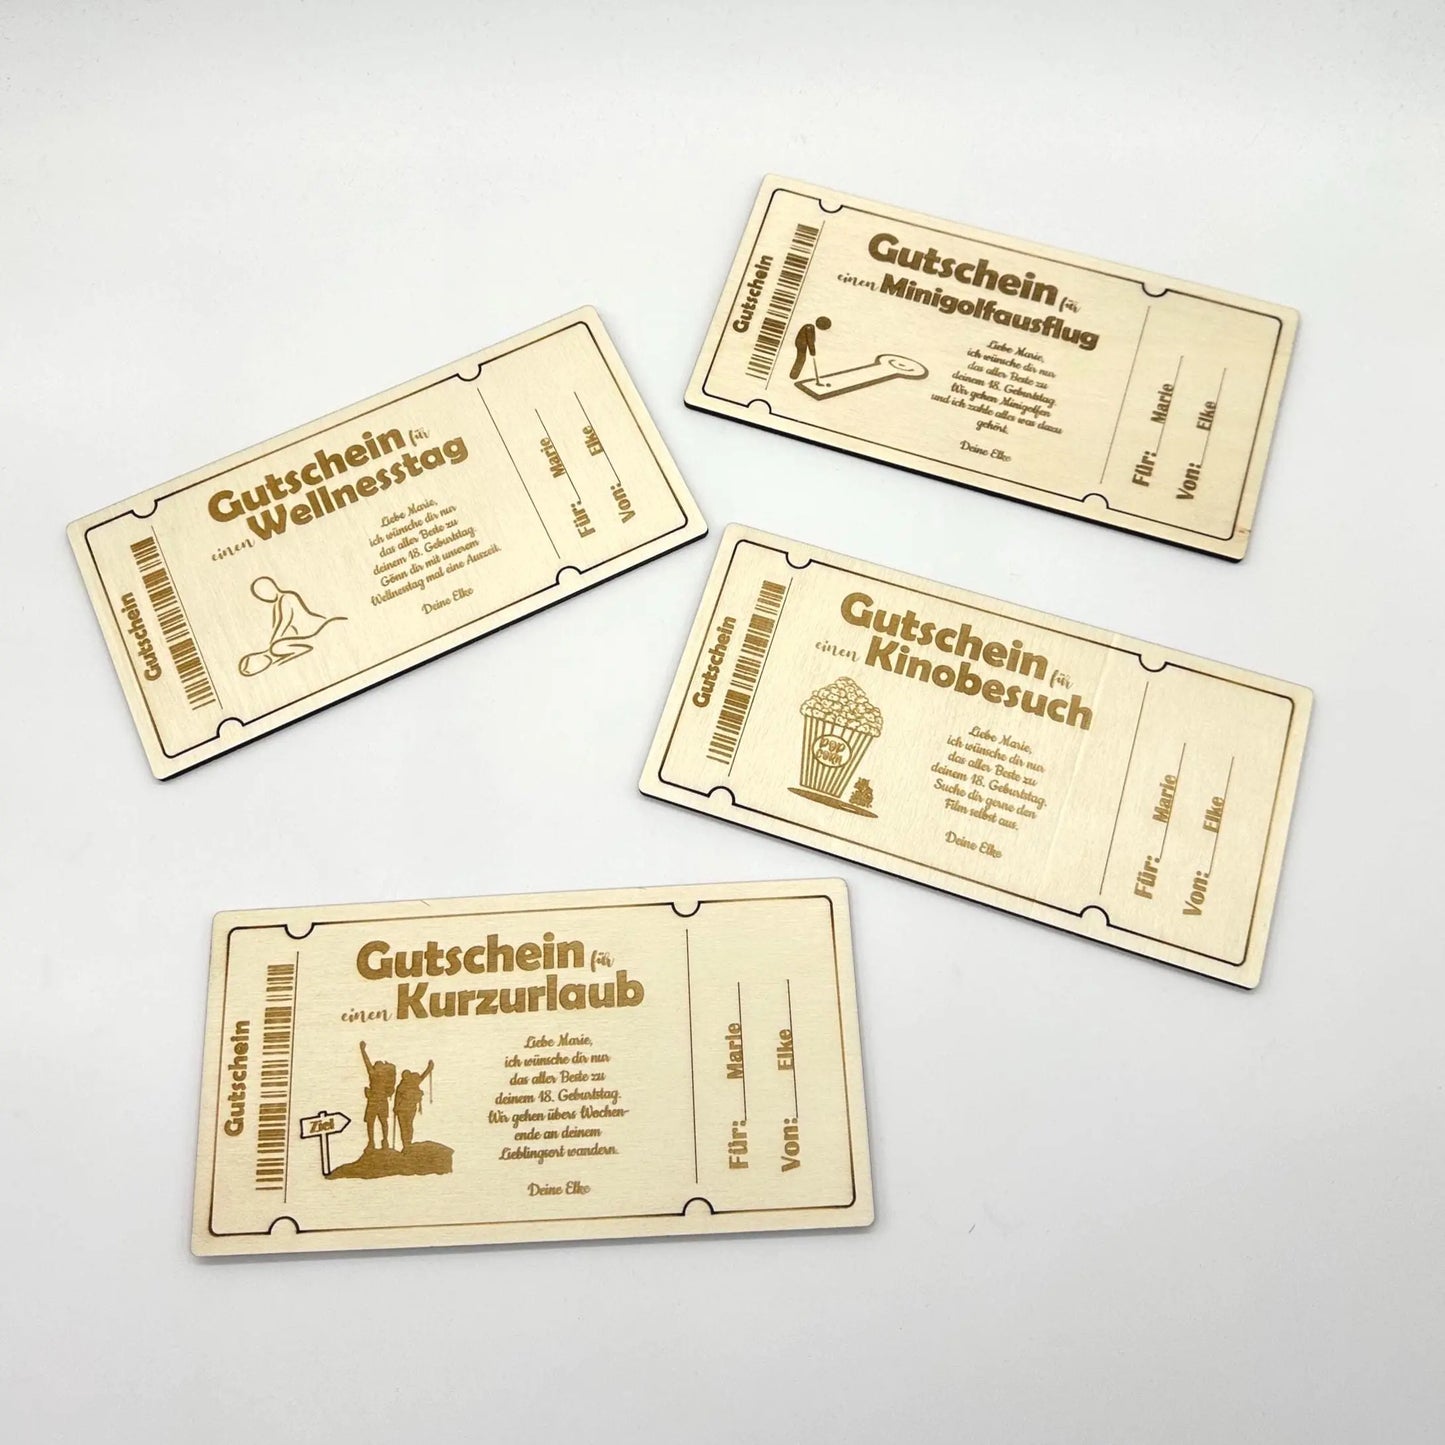 Gutschein
Gutschein für
einen Minigolfausflug
Liebe Marie,
ich wünsche dir nur
das aller Beste zu
deinem 18. Geburtstag.
Wir gehen Minigolfen
und ich zahle alles was dazu
gehört.
Deine Elke
Für: Marie
Von: Elke
Gutschein
Gutschein für
einen Wellnesstag
Liebe Marie,
ich wünsche dir nur
das aller Beste zu
deinem 18. Geburtstag.
Gönn dir mit unserem
Wellnesstag mal eine Auszeit.
Deine Elke
Für: Marie
Von: Elke
Gutschein
Gutschein für
einen Kinobesuch
POP
CORN
Liebe Marie,
ich wünsche dir nur
das aller Beste zu
deinem 18. Geburtstag.
Suche dir gerne den
Film selbst aus.
Deine Elke
Für: Marie
Von: Elke
Gutschein
Gutschein für
einen Kurzurlaub
Ziel
Liebe Marie,
ich wünsche dir nur
das aller Beste zu
deinem 18. Geburtstag.
Wir gehen übers Wochen-
ende an deinem
Lieblingsort wandern.
Deine Elke
Für: Marie
Von: Elke